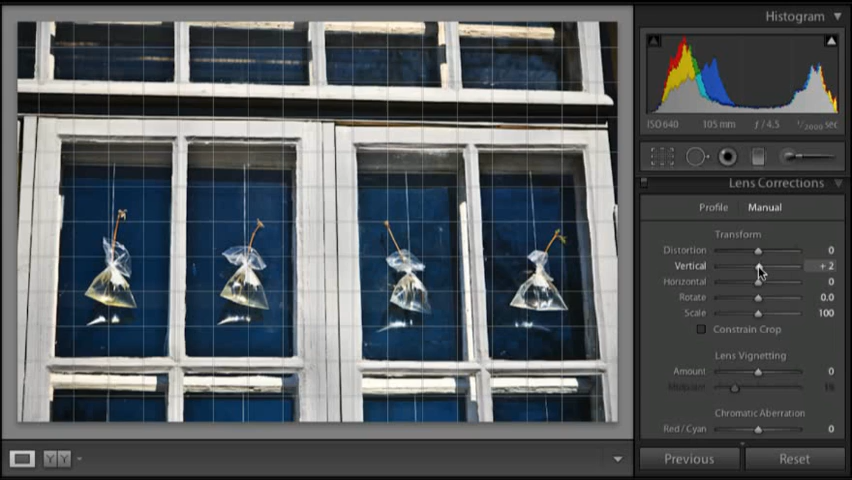 Histogram
ISO 640 105 mm ƒ / 4.5 1/2000 sec
Lens Corrections
Profile Manual
Transform
Distortion 0
Vertical + 2
Horizontal 0
Rotate 0.0
Scale 100
Constrain Crop
Lens Vignetting
Amount 0
Midpoint
Chromatic Aberration
Red / Cyan 0
Previous Reset
Y Y